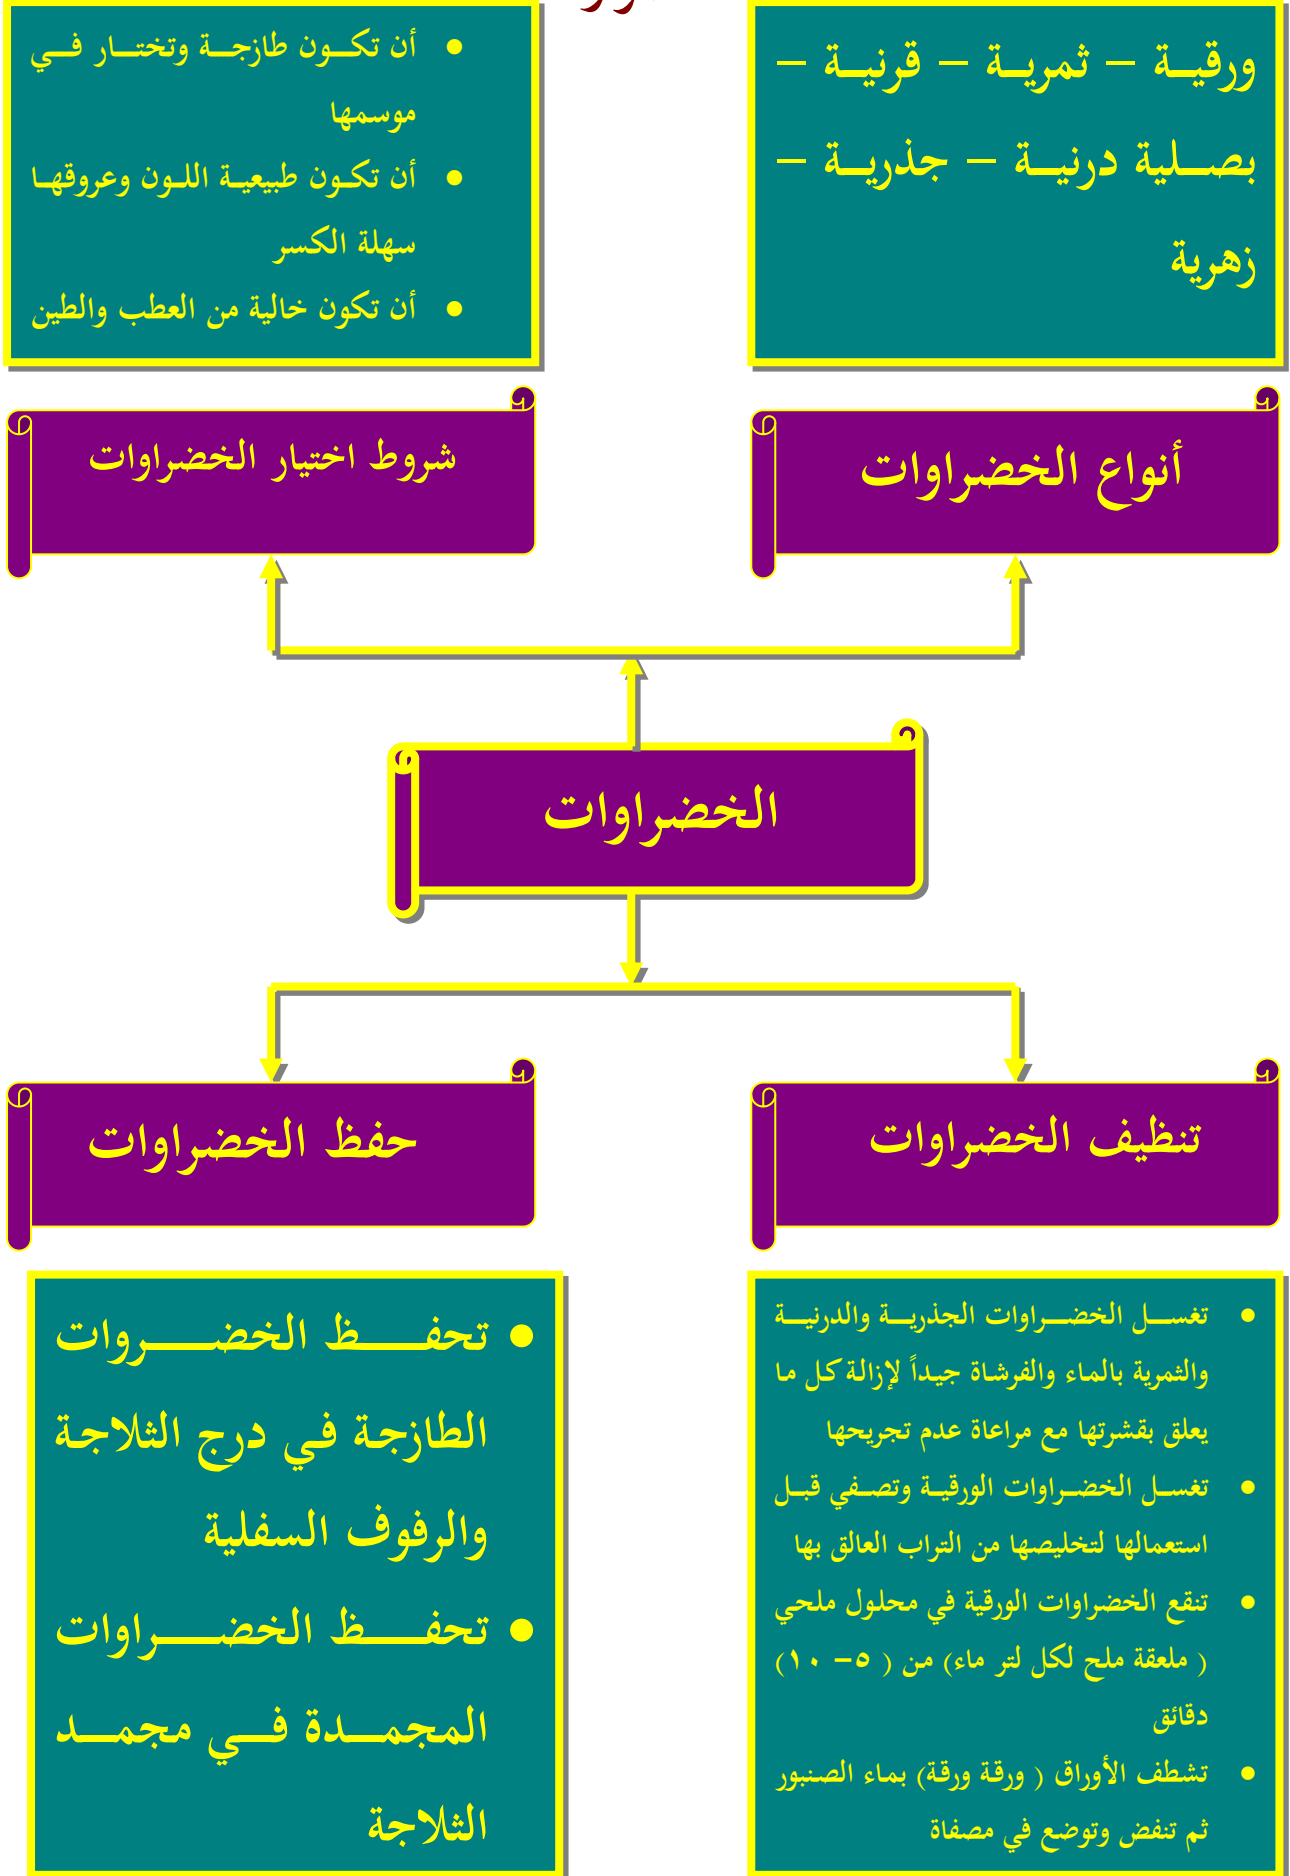 ورقية – ثمرية – قرنية –
بصلية درنية – جذرية –
زهرية
• أن تكون طازجة وتختار في
موسمها
• أن تكون طبيعية اللون وعروقها
سهلة الكسر
• أن تكون خالية من العطب والطين
أنواع الخضراوات
شروط اختيار الخضراوات
الخضراوات
تنظيف الخضراوات
حفظ الخضراوات
• تغسل الخضراوات الجذرية والدرنية
والثمرية بالماء والفرشاة جيداً لإزالة كل ما
يعلق بقشرتها مع مراعاة عدم تجريحها
• تغسل الخضراوات الورقية وتصفي قبل
استعمالها لتخليصها من التراب العالق بها
• تنقع الخضراوات الورقية في محلول ملحي
( ملعقة ملح لكل لتر ماء) من ( ٥– ١٠)
دقائق
• تشطف الأوراق ( ورقة ورقة) بماء الصنبور
ثم تنفض وتوضع في مصفاة
• تحفظ الخضروات
الطازجة في درج الثلاجة
والرفوف السفلية
• تحفظ الخضراوات
المجمدة في مجمد
الثلاجة